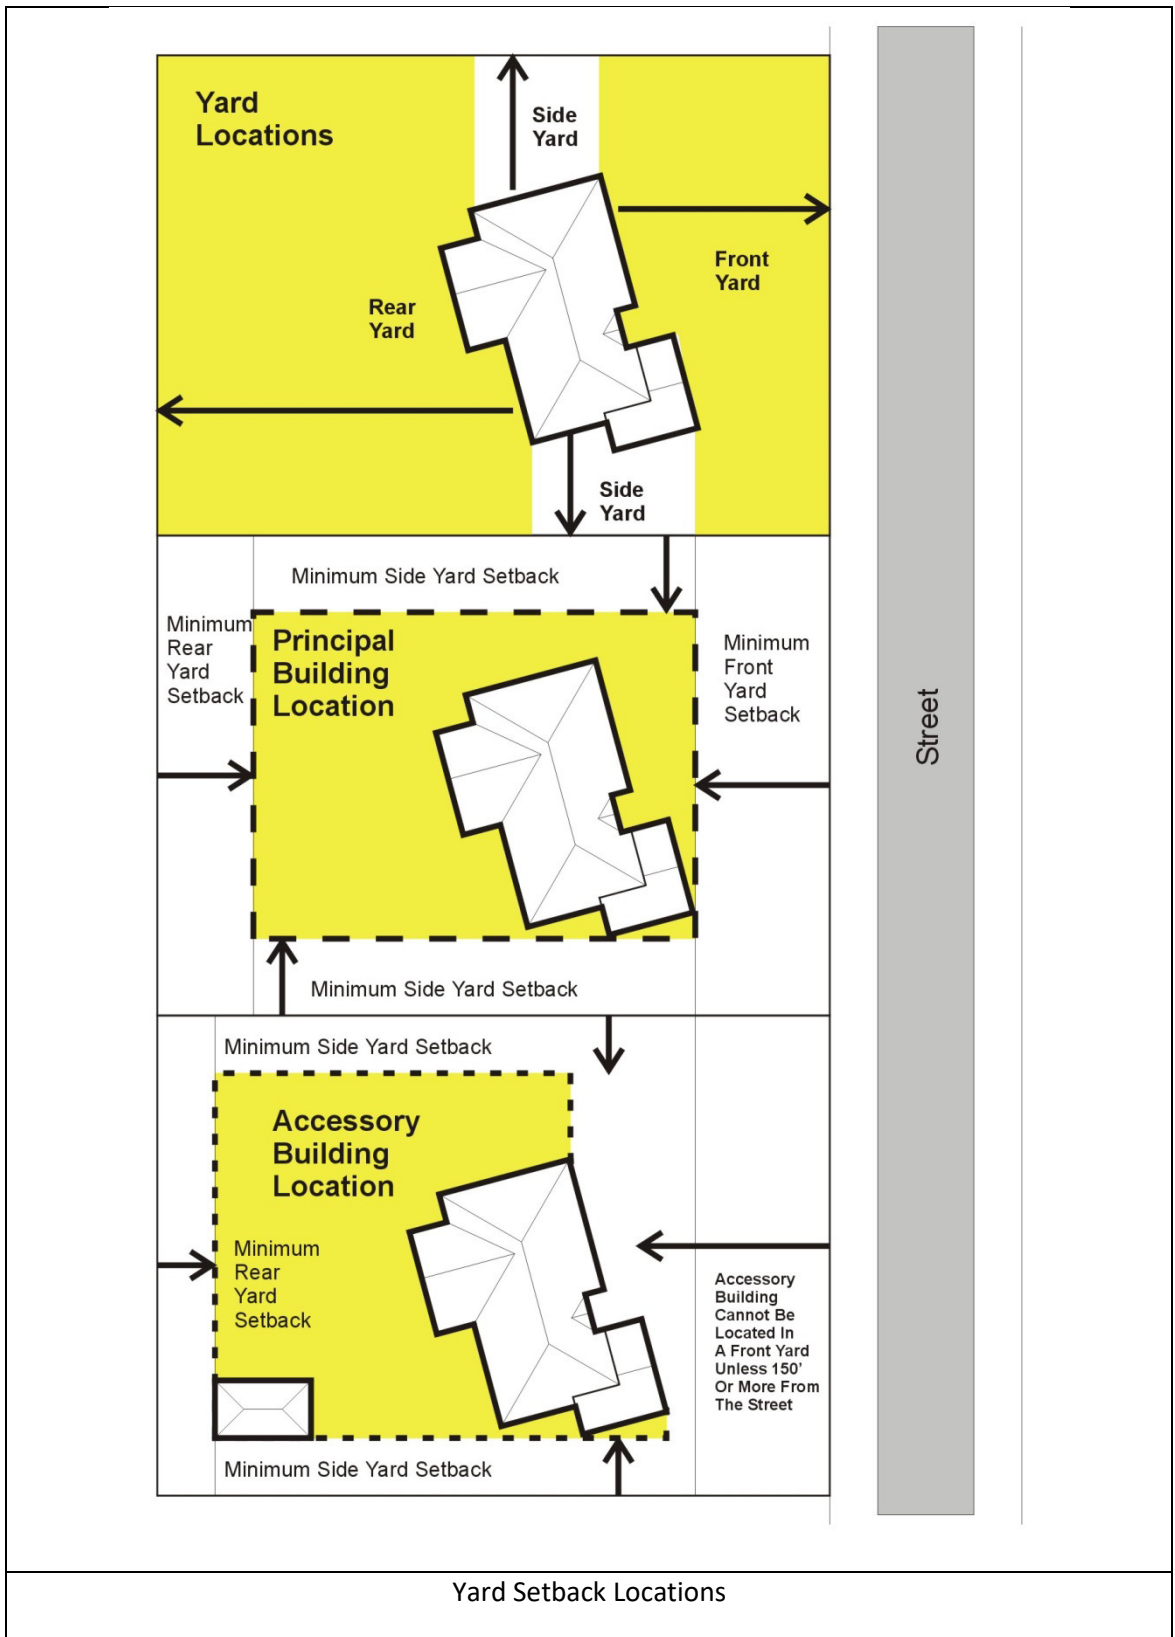 Yard
Locations
Side
Yard
Front
Yard
Rear
Yard
Side
Yard
Minimum Side Yard Setback
Minimum
Rear
Yard
Setback
Principal
Building
Location
Minimum
Front
Yard
Setback
Street
Minimum Side Yard Setback
Minimum Side Yard Setback
Accessory
Building
Location
Minimum
Rear
Yard
Setback
Accessory
Building
Cannot Be
Located In
A Front Yard
Unless 150'
Or More From
The Street
Minimum Side Yard Setback
Yard Setback Locations